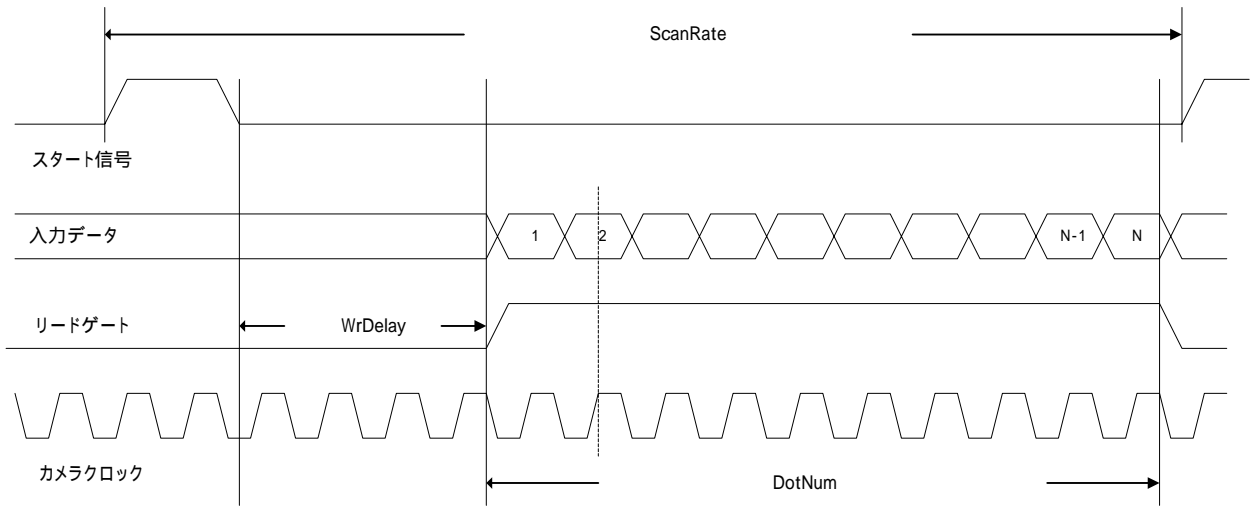 ScanRate
スタート信号
入力データ
1 2 N-1 N
リードゲート
WrDelay
カメラクロック
DotNum